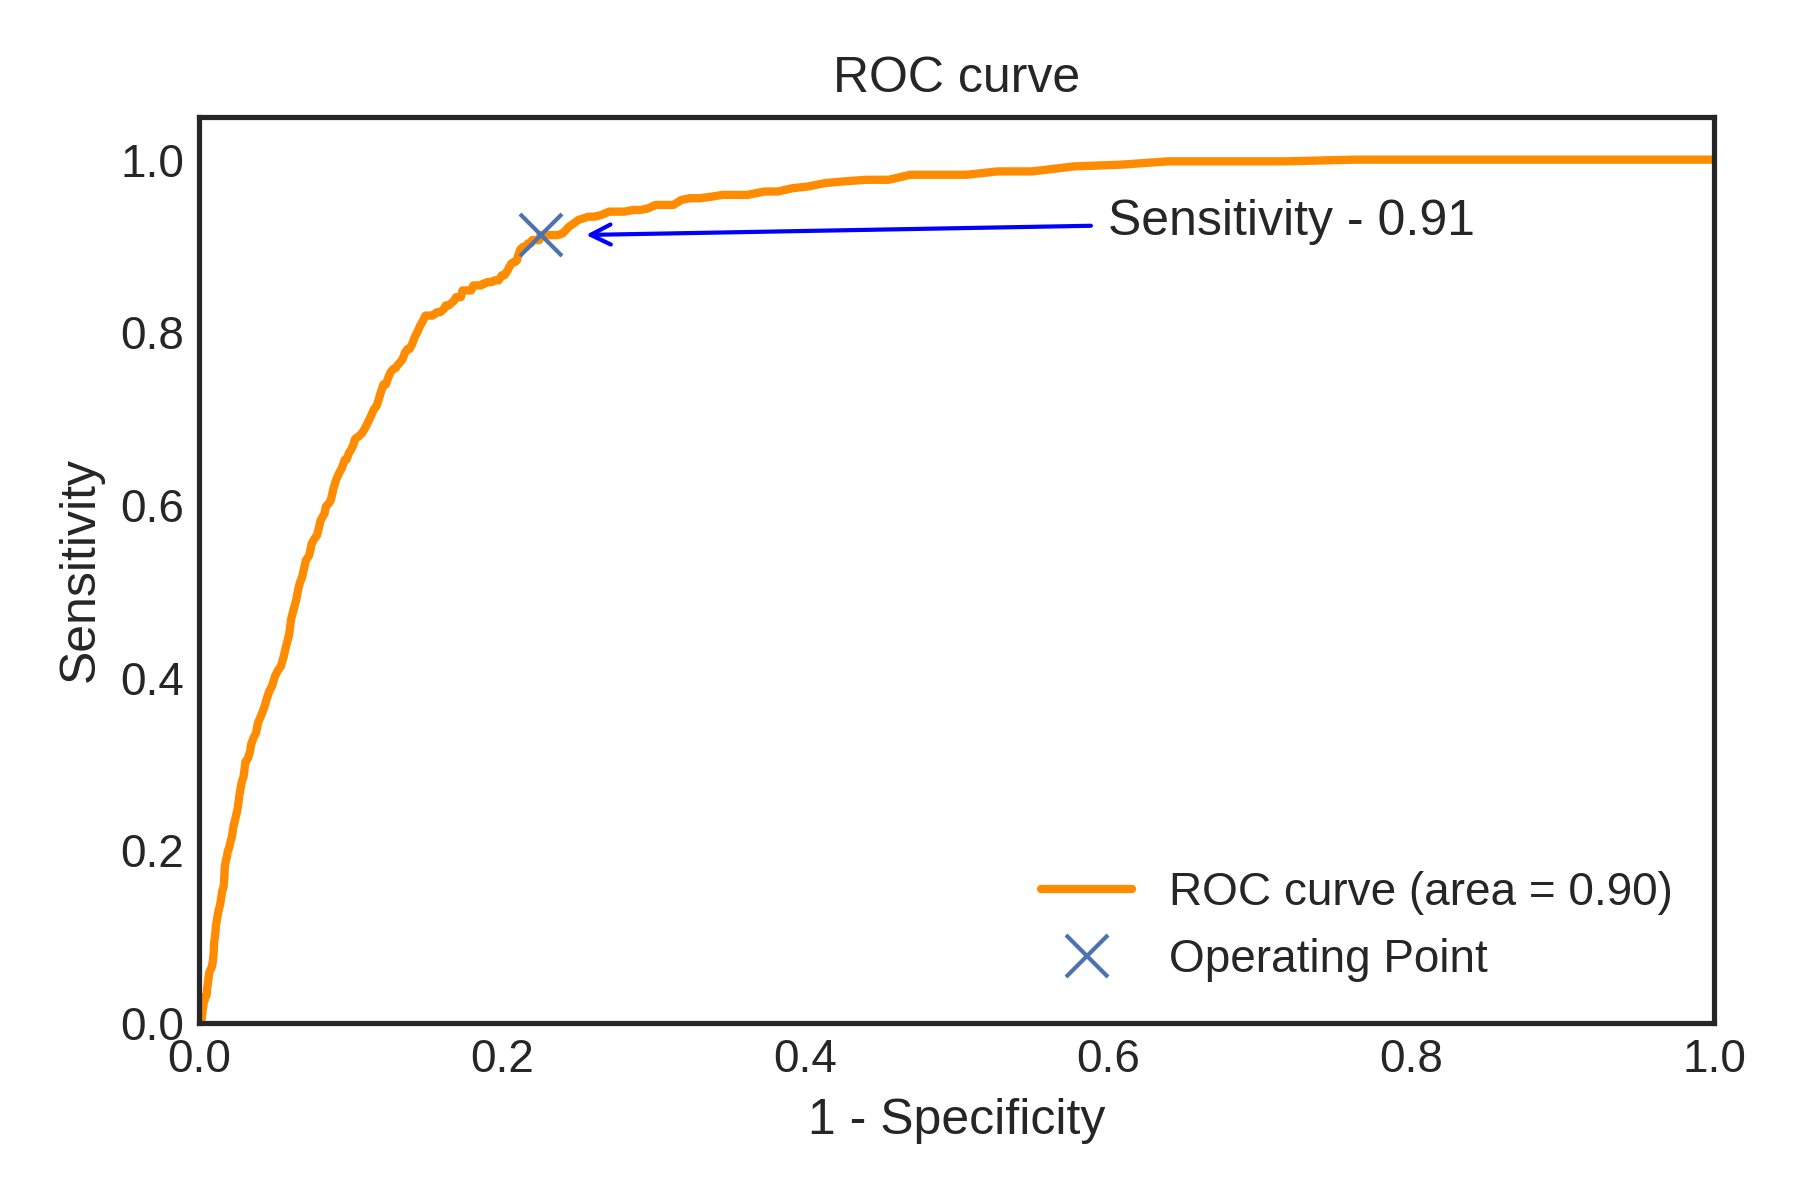 ROC curve
1.0
0.8
0.6
0.4
0.2
0.0
Sensitivity
Sensitivity - 0.91
ROC curve (area = 0.90)
Operating Point
0.0 0.2 0.4 0.6 0.8 1.0
1 - Specificity